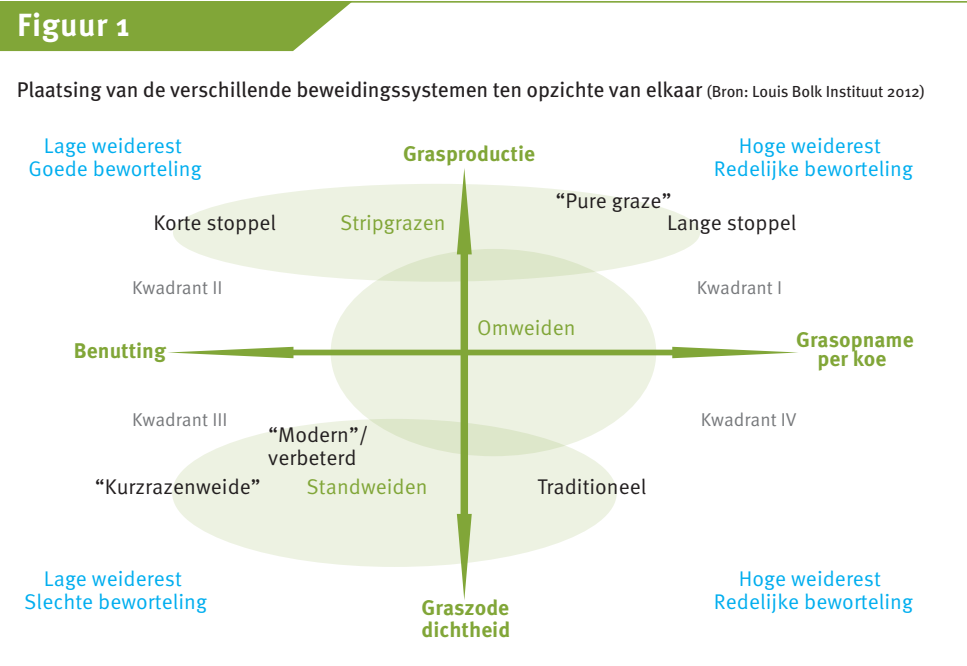 Figuur 1
Plaatsing van de verschillende beweidingssystemen ten opzichte van elkaar (Bron: Louis Bolk Instituut 2012)
Lage weiderest
Goede beworteling
Grasproductie
Hoge weiderest
Redelijke beworteling
"Pure graze"
Korte stoppel
Stripgrazen
Lange stoppel
Kwadrant II
Kwadrant I
Omweiden
Benutting
Grasopname
per koe
Kwadrant III
Kwadrant IV
"Modern"/
verbeterd
"Kurzrazenweide"
Standweiden
Traditioneel
Lage weiderest
Slechte beworteling
Graszode
dichtheid
Hoge weiderest
Redelijke beworteling